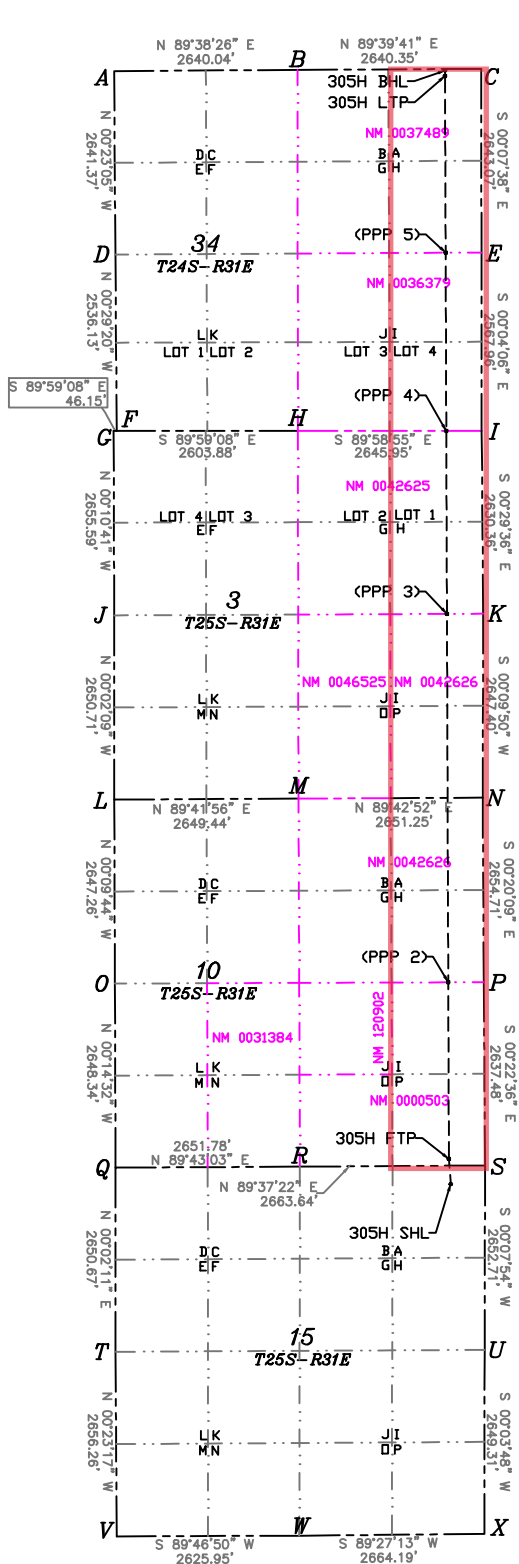 N 89°38'26" E
2640.04'
N 89°39'41" E
2640.35'
A
B
C
305H BHL
305H LTP
NM 0037489
N 00°23'05" W
2641.37'
S 00°07'38" E
2643.07'
D C
E F
B A
G H
D
34
T24S-R31E
(PPP 5)
E
NM 0036379
N 00°29'20" W
2536.13'
S 00°04'06" E
2567.96'
L K
LOT 1 LOT 2
J I
LOT 3 LOT 4
S 89°59'08" E
46.15'
(PPP 4)
F
G
H
I
S 89°59'08" E
2603.88'
S 89°58'55" E
2645.95'
NM 0042625
N 00°10'41" W
2655.59'
S 00°29'36" E
2630.36'
LOT 4 LOT 3
E F
LOT 2 LOT 1
G H
(PPP 3)
J
3
T25S-R31E
K
NM 0046525 NM 0042626
N 00°02'09" W
2650.71'
S 00°09'50" W
2647.40'
L K
M N
J I
O P
L
M
N
N 89°41'56" E
2649.44'
N 89°42'52" E
2651.25'
NM 0042626
N 00°09'44" W
2647.26'
S 00°20'09" E
2654.71'
D C
E F
B A
G H
(PPP 2)
O
10
T25S-R31E
P
NM 0031384
NM 120902
N 00°14'32" W
2648.34'
S 00°22'36" E
2637.48'
L K
M N
J I
O P
NM 0000503
305H FTP
2651.78'
N 89°43'03" E
Q
R
S
N 89°37'22" E
2663.64'
305H SHL
N 00°02'11" E
2650.67'
S 00°07'54" W
2652.71'
D C
E F
B A
G H
T
15
T25S-R31E
U
N 00°23'17" W
2656.26'
S 00°03'48" W
2649.31'
L K
M N
J I
O P
V
W
X
S 89°46'50" W
2625.95'
S 89°27'13" W
2664.19'